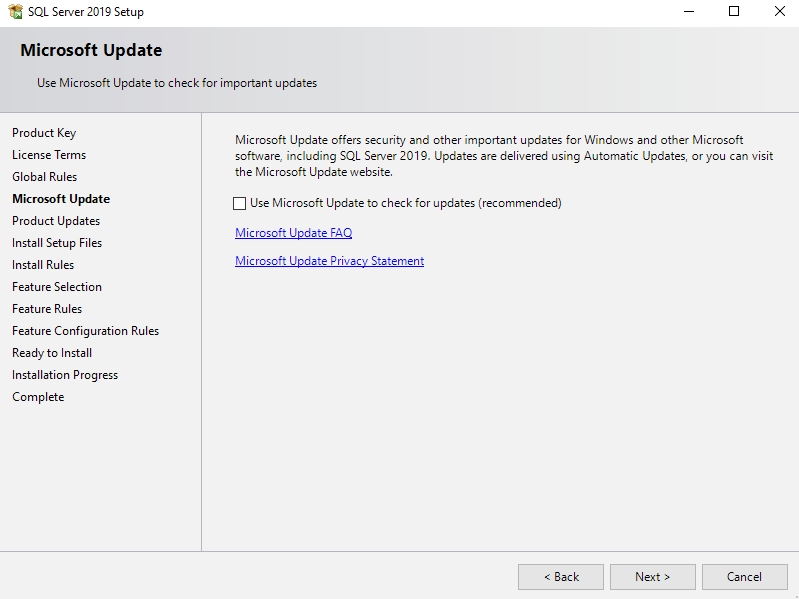 SQL Server 2019 Setup
Microsoft Update
Use Microsoft Update to check for important updates
Product Key
License Terms
Global Rules
Microsoft Update
Product Updates
Install Setup Files
Install Rules
Feature Selection
Feature Rules
Feature Configuration Rules
Ready to Install
Installation Progress
Complete
Microsoft Update offers security and other important updates for Windows and other Microsoft
software, including SQL Server 2019. Updates are delivered using Automatic Updates, or you can visit
the Microsoft Update website.
Use Microsoft Update to check for updates (recommended)
Microsoft Update FAQ
Microsoft Update Privacy Statement
< Back
Next >
Cancel